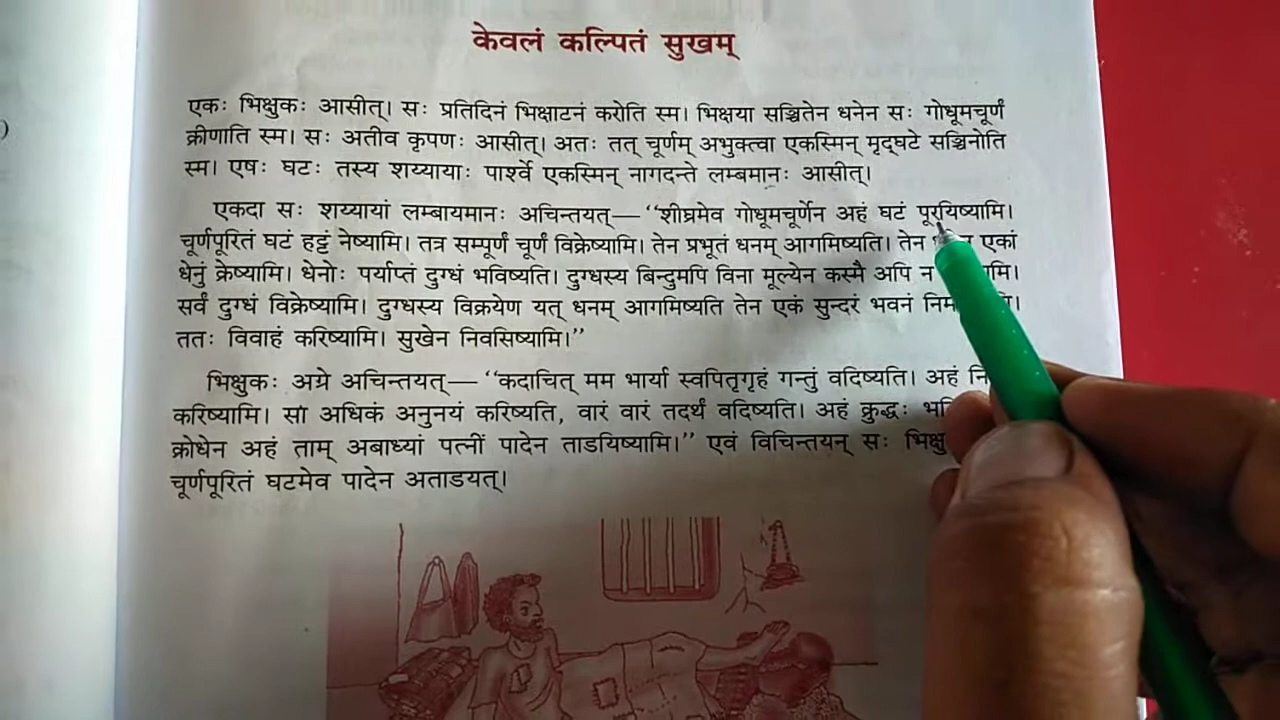 केवलं कल्पितं सुखम्
एकः भिक्षुकः आसीत्। सः प्रतिदिनं भिक्षाटनं करोति स्म। भिक्षया सञ्चितेन धनेन सः गोधूमचूर्णं
क्रीणाति स्म। सः अतीव कृपणः आसीत्। अतः तत् चूर्णम् अभुक्त्वा एकस्मिन् मृद्घटे सञ्चिनोति
स्म। एषः घटः तस्य शय्यायाः पार्श्वे एकस्मिन् नागदन्ते लम्बमानः आसीत्।
एकदा सः शय्यायां लम्बायमानः अचिन्तयत्— ‘‘शीघ्रमेव गोधूमचूर्णेन अहं घटं पूरयिष्यामि।
चूर्णपूरितं घटं हट्टं नेष्यामि। तत्र सम्पूर्णं चूर्णं विक्रेष्यामि। तेन प्रभूतं धनम् आगमिष्यति। तेन एकां
धेनुं क्रेष्यामि। धेनोः पर्याप्तं दुग्धं भविष्यति। दुग्धस्य बिन्दुमपि विना मूल्येन कस्मै अपि न
सर्वं दुग्धं विक्रेष्यामि। दुग्धस्य विक्रयेण यत् धनम् आगमिष्यति तेन एकं सुन्दरं भवनं
ततः विवाहं करिष्यामि। सुखेन निवसिष्यामि।’’
भिक्षुकः अग्रे अचिन्तयत्— ‘‘कदाचित् मम भार्या स्वपितृगृहं गन्तुं वदिष्यति। अहं
करिष्यामि। सा अधिकं अनुनयं करिष्यति, वारं वारं तदर्थं वदिष्यति। अहं क्रुद्धः
क्रोधेन अहं ताम् अबाध्यां पत्नीं पादेन ताडयिष्यामि।’’ एवं विचिन्तयन् सः
चूर्णपूरितं घटमेव पादेन अताडयत्।